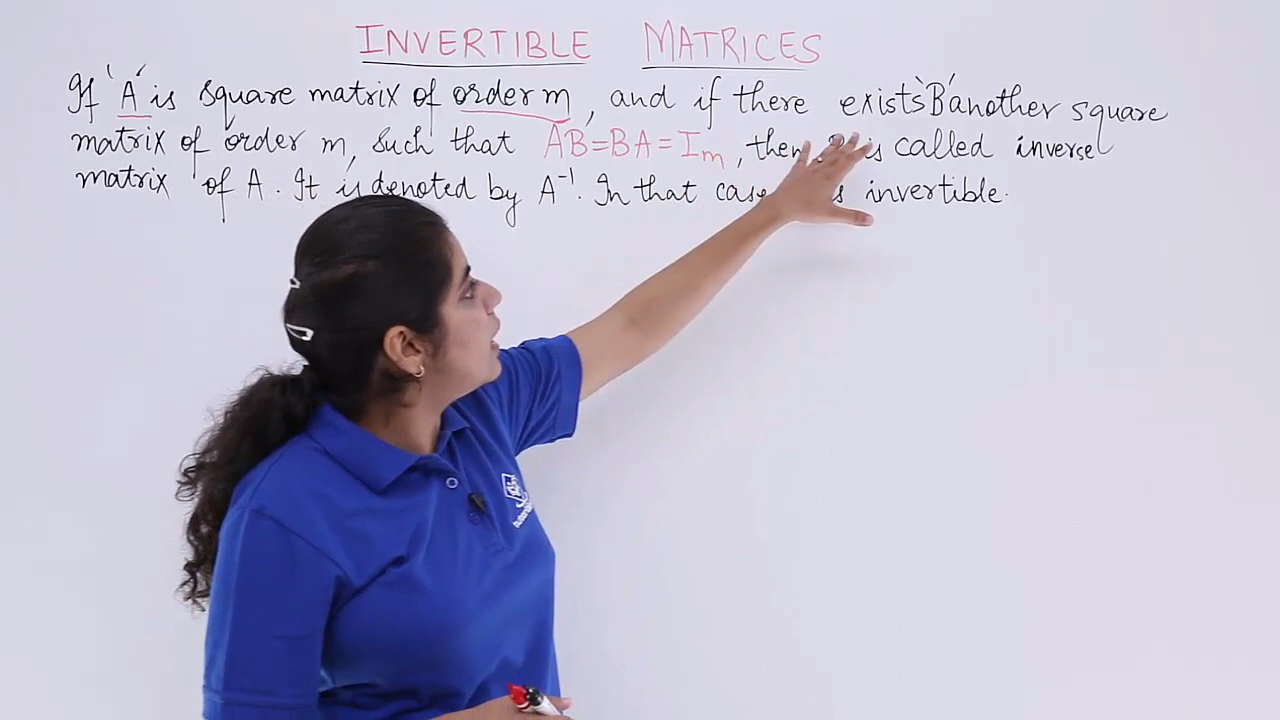 INVERTIBLE MATRICES
If 'A' is square matrix of order m, and if there exists 'B' another square
matrix of order m, such that AB=BA=Im, then is called inverse
matrix of A. It is denoted by A⁻¹. In that case is invertible.